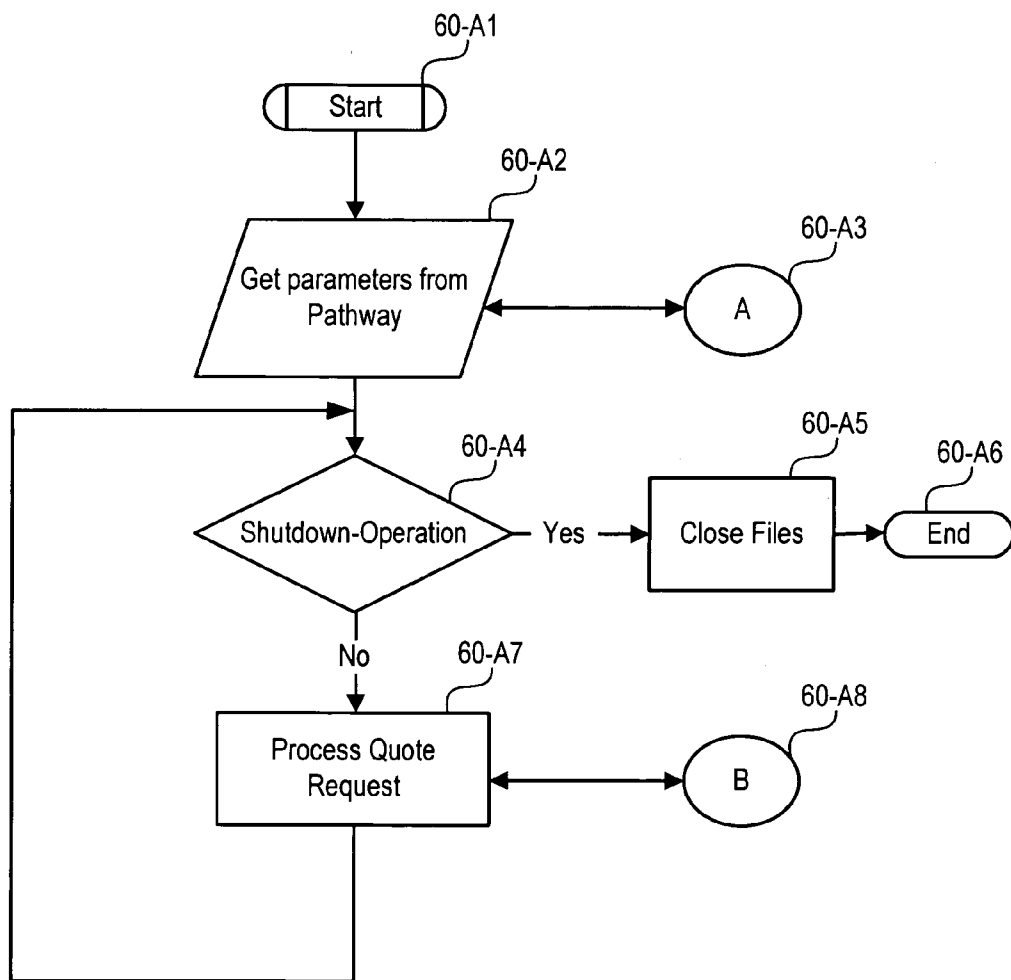 60-A1
Start
60-A2
Get parameters from
Pathway
60-A3
A
60-A4
Shutdown-Operation
Yes
60-A5
Close Files
60-A6
End
No
60-A7
Process Quote
Request
60-A8
B